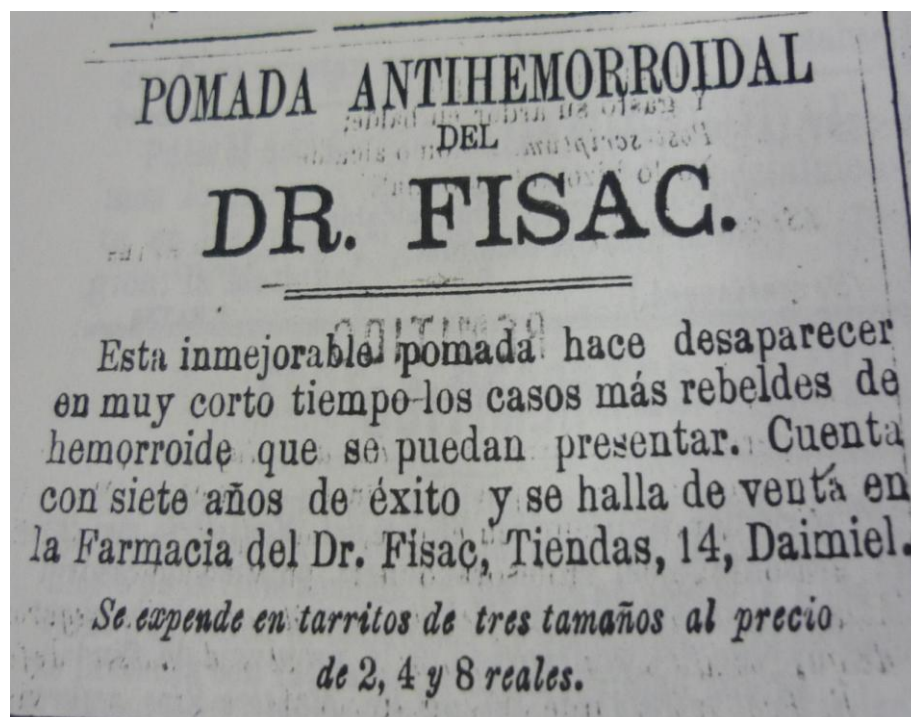 POMADA ANTIHEMORROIDAL
DEL
DR. FISAC.
Esta inmejorable pomada hace desaparecer
en muy corto tiempo los casos más rebeldes de
hemorroide que se puedan presentar. Cuenta
con siete años de éxito y se halla de venta en
la Farmacia del Dr. Fisac, Tiendas, 14, Daimiel.
Se expende en tarritos de tres tamaños al precio
de 2, 4 y 8 reales.